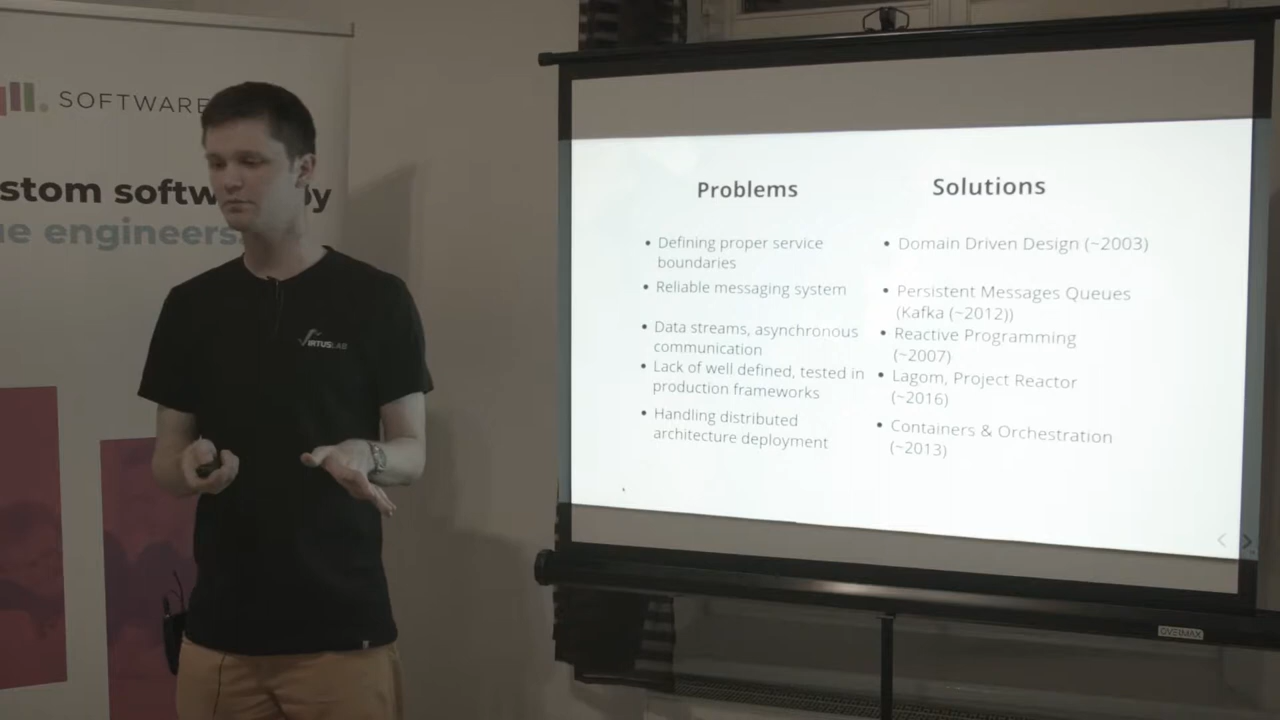 SOFTWARE
stom softw by
ue engineers.
VIRTUSLAB
Problems
Defining proper service
boundaries
Reliable messaging system
Data streams, asynchronous
communication
Lack of well defined, tested in
production frameworks
Handling distributed
architecture deployment
Solutions
Domain Driven Design (~2003)
Persistent Messages Queues
(Kafka (~2012))
Reactive Programming
(~2007)
Lagom, Project Reactor
(~2016)
Containers & Orchestration
(~2013)
OVERMAX